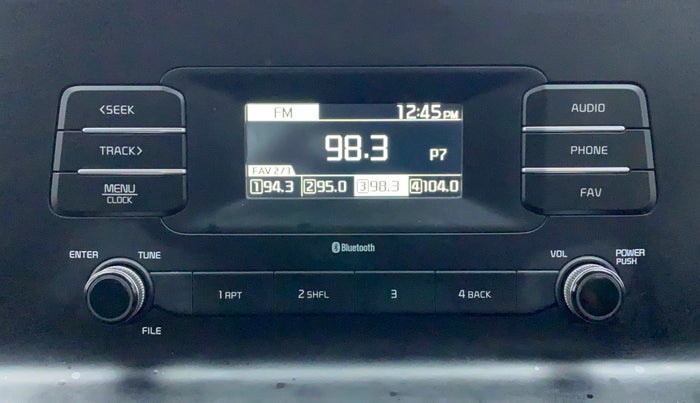 <SEEK
TRACK>
MENU
CLOCK
FM 12:45 PM
98.3 P7
FAV 2/3
1 94.3 2 95.0 3 98.3 4 104.0
AUDIO
PHONE
FAV
Bluetooth
ENTER TUNE
FILE
1 RPT 2 SHFL 3 4 BACK
VOL POWER
PUSH